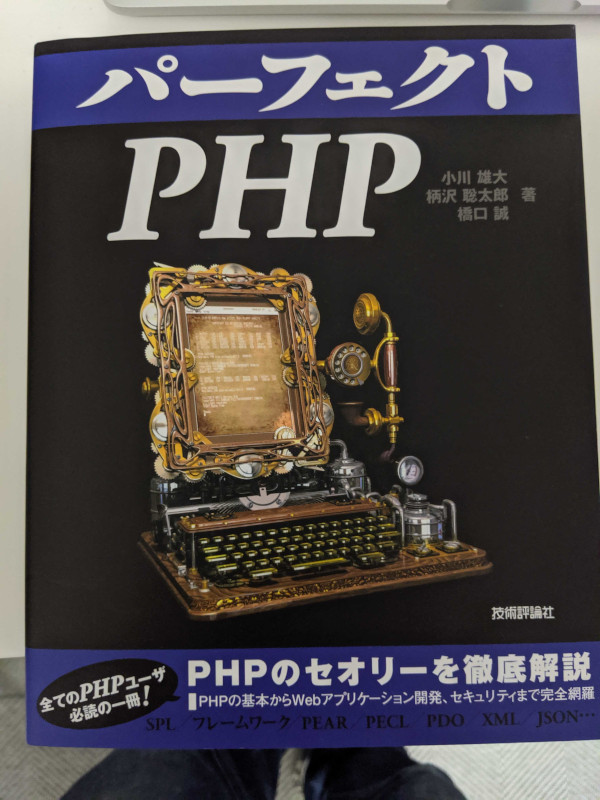 パーフェクト
PHP
小川 雄大
柄沢 聡太郎 著
橋口 誠
技術評論社
全てのPHPユーザ
必読の一冊!
PHPのセオリーを徹底解説
PHPの基本からWebアプリケーション開発、セキュリティまで完全網羅
SPL／フレームワーク／PEAR／PECL／PDO／XML／JSON…